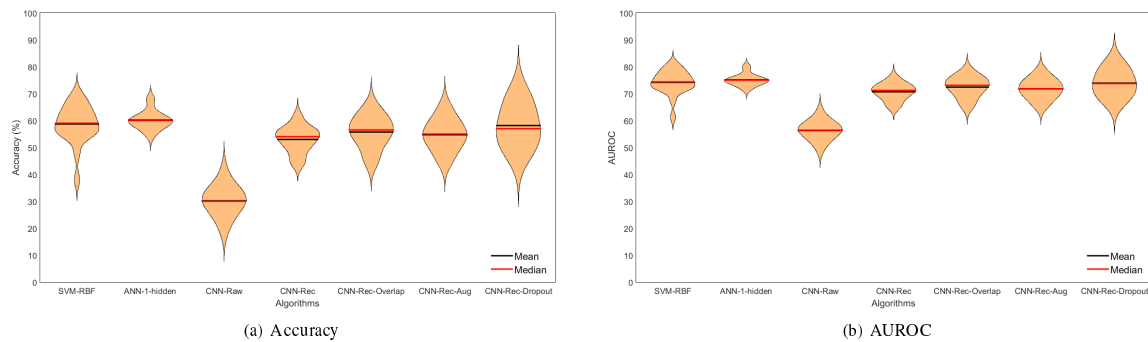 100
90
80
70
60
50
40
30
20
10
0
Accuracy (%)
SVM-RBF ANN-1-hidden CNN-Raw CNN-Rec CNN-Rec-Overlap CNN-Rec-Aug CNN-Rec-Dropout
Algorithms
Mean
Median
(a) Accuracy
100
90
80
70
60
50
40
30
20
10
0
AUROC
SVM-RBF ANN-1-hidden CNN-Raw CNN-Rec CNN-Rec-Overlap CNN-Rec-Aug CNN-Rec-Dropout
Algorithms
Mean
Median
(b) AUROC